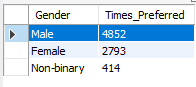 Gender Times_Preferred
Male 4852
Female 2793
Non-binary 414